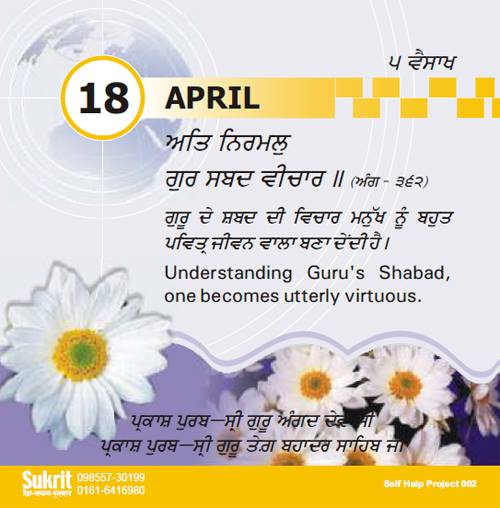 ੫ ਵੈਸਾਖ
18 APRIL
ਅਤਿ ਨਿਰਮਲੁ
ਗੁਰ ਸਬਦ ਵੀਚਾਰ ॥ (ਅੰਗ - ੩੬੨)
ਗੁਰੂ ਦੇ ਸ਼ਬਦ ਦੀ ਵਿਚਾਰ ਮਨੁੱਖ ਨੂੰ ਬਹੁਤ
ਪਵਿਤ੍ਰ ਜੀਵਨ ਵਾਲਾ ਬਣਾ ਦੇਂਦੀ ਹੈ।
Understanding Guru's Shabad,
one becomes utterly virtuous.
ਪ੍ਰਕਾਸ਼ ਪੁਰਬ—ਸ੍ਰੀ ਗੁਰੂ ਅੰਗਦ ਦੇਵ ਜੀ
ਪ੍ਰਕਾਸ਼ ਪੁਰਬ—ਸ੍ਰੀ ਗੁਰੂ ਤੇਗ਼ ਬਹਾਦਰ ਸਾਹਿਬ ਜੀ
Sukrit 098557-30199
0161-6416980
Self Help Project 002